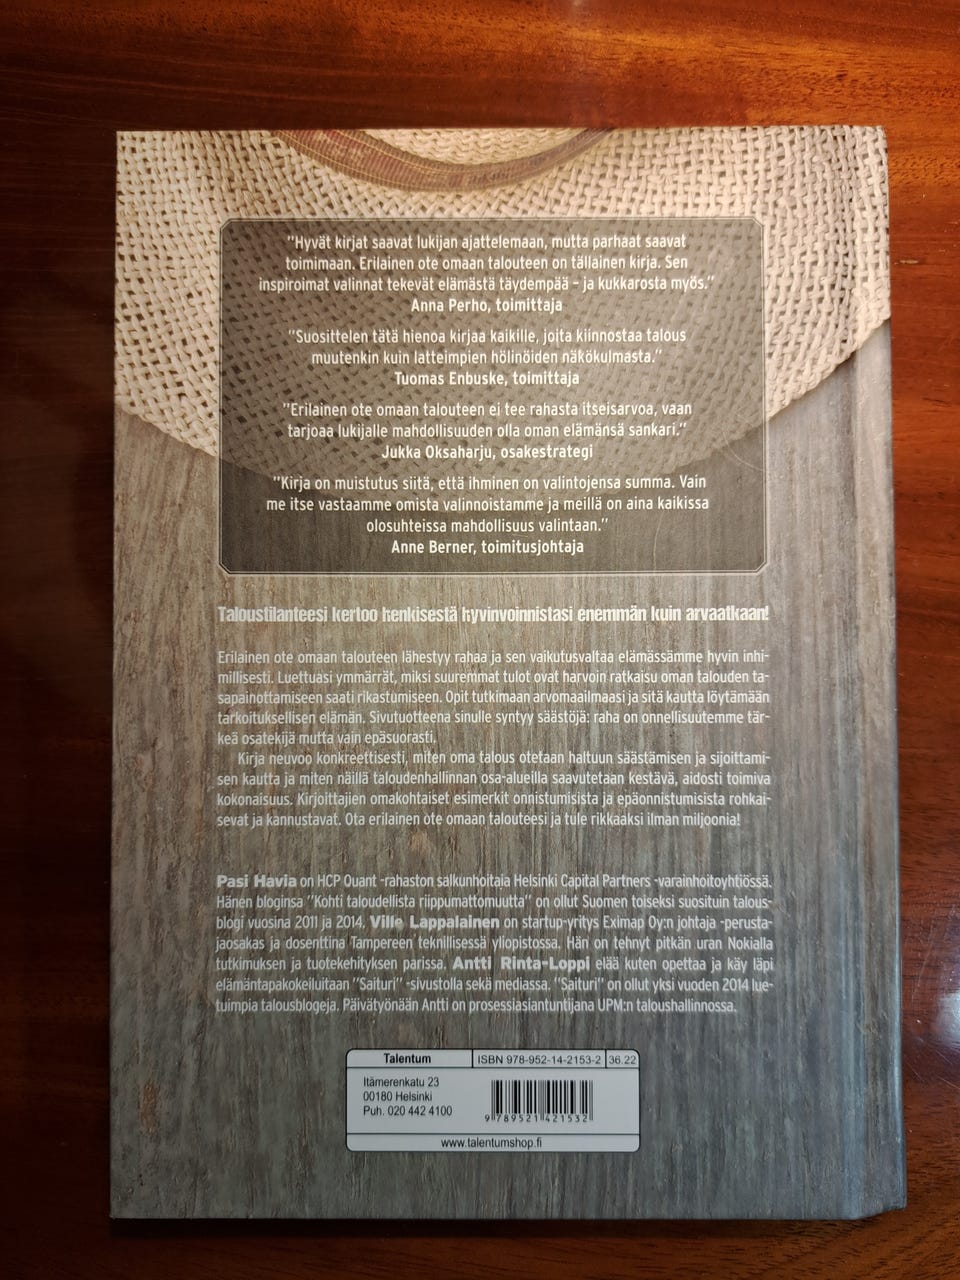 "Hyvät kirjat saavat lukijan ajattelemaan, mutta parhaat saavat
toimimaan. Erilainen ote omaan talouteen on tällainen kirja. Sen
inspiroimat valinnat tekevät elämästä täydempää – ja kukkarosta myös."
Anna Perho, toimittaja
"Suosittelen tätä hienoa kirjaa kaikille, joita kiinnostaa talous
muutenkin kuin latteimpien hölinöiden näkökulmasta."
Tuomas Enbuske, toimittaja
"Erilainen ote omaan talouteen ei tee rahasta itseisarvoa, vaan
tarjoaa lukijalle mahdollisuuden olla oman elämänsä sankari."
Jukka Oksaharju, osakestrategi
"Kirja on muistutus siitä, että ihminen on valintojensa summa. Vain
me itse vastaamme omista valinnoistamme ja meillä on aina kaikissa
olosuhteissa mahdollisuus valintaan."
Anne Berner, toimitusjohtaja
Taloustilanteesi kertoo henkisestä hyvinvoinnistasi enemmän kuin arvaatkaan!
Erilainen ote omaan talouteen lähestyy rahaa ja sen vaikutusvaltaa elämässämme hyvin inhi-
millisesti. Luettuasi ymmärrät, miksi suuremmat tulot ovat harvoin ratkaisu oman talouden ta-
sapainottamiseen saati rikastumiseen. Opit tutkimaan arvomaailmaasi ja sitä kautta löytämään
tarkoituksellisen elämän. Sivutuotteena sinulle syntyy säästöjä: raha on onnellisuutemme tär-
keä osatekijä mutta vain epäsuorasti.
Kirja neuvoo konkreettisesti, miten oma talous otetaan haltuun säästämisen ja sijoittami-
sen kautta ja miten näillä taloudenhallinnan osa-alueilla saavutetaan kestävä, aidosti toimiva
kokonaisuus. Kirjoittajien omakohtaiset esimerkit onnistumisista ja epäonnistumisista rohkai-
sevat ja kannustavat. Ota erilainen ote omaan talouteesi ja tule rikkaaksi ilman miljoonia!
Pasi Havia on HCP Quant -rahaston salkunhoitaja Helsinki Capital Partners -varainhoitoyhtiössä.
Hänen bloginsa "Kohti taloudellista riippumattomuutta" on ollut Suomen toiseksi suosituin talous-
blogi vuosina 2011 ja 2014. Ville Lappalainen on startup-yritys Eximap Oy:n johtaja -perusta-
jaosakas ja dosenttina Tampereen teknillisessä yliopistossa. Hän on tehnyt pitkän uran Nokialla
tutkimuksen ja tuotekehityksen parissa. Antti Rinta-Loppi elää kuten opettaa ja käy läpi
elämäntapakokeiluitaan "Saituri" -sivustolla sekä mediassa. "Saituri" on ollut yksi vuoden 2014 lue-
tuimpia talousblogeja. Päivätyönään Antti on prosessiasiantuntijana UPM:n taloushallinnossa.
Talentum ISBN 978-952-14-2153-2 36.22
Itämerenkatu 23
00180 Helsinki
Puh. 020 442 4100
9 789521 421532
www.talentumshop.fi